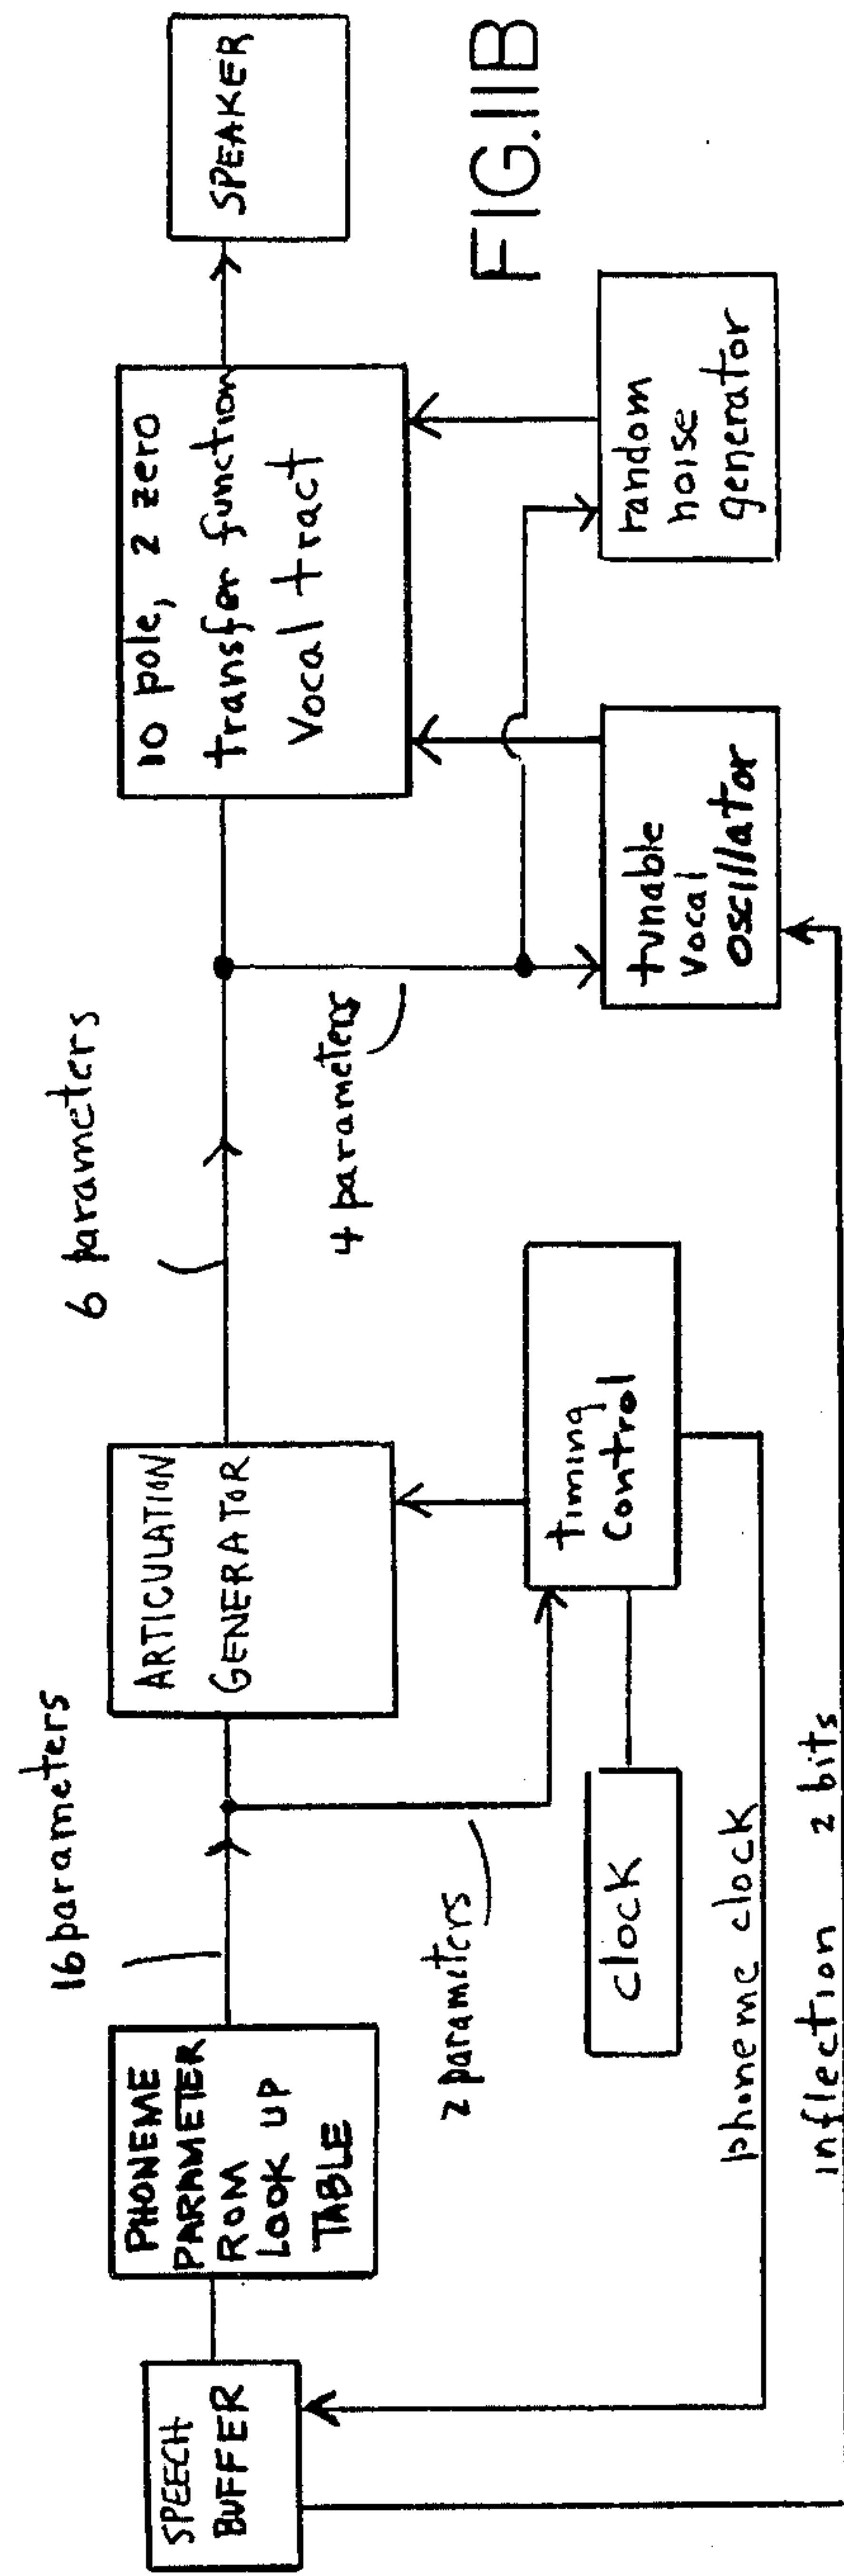 SPEECH
BUFFER
PHONEME
PARAMETER
ROM
LOOK UP
TABLE
16 parameters
2 parameters
ARTICULATION
GENERATOR
clock
timing
Control
phoneme clock
inflection 2 bits
6 parameters
4 parameters
10 pole, 2 zero
transfer function
Vocal tract
tunable
Vocal
oscillator
random
noise
generator
SPEAKER
FIG.11B